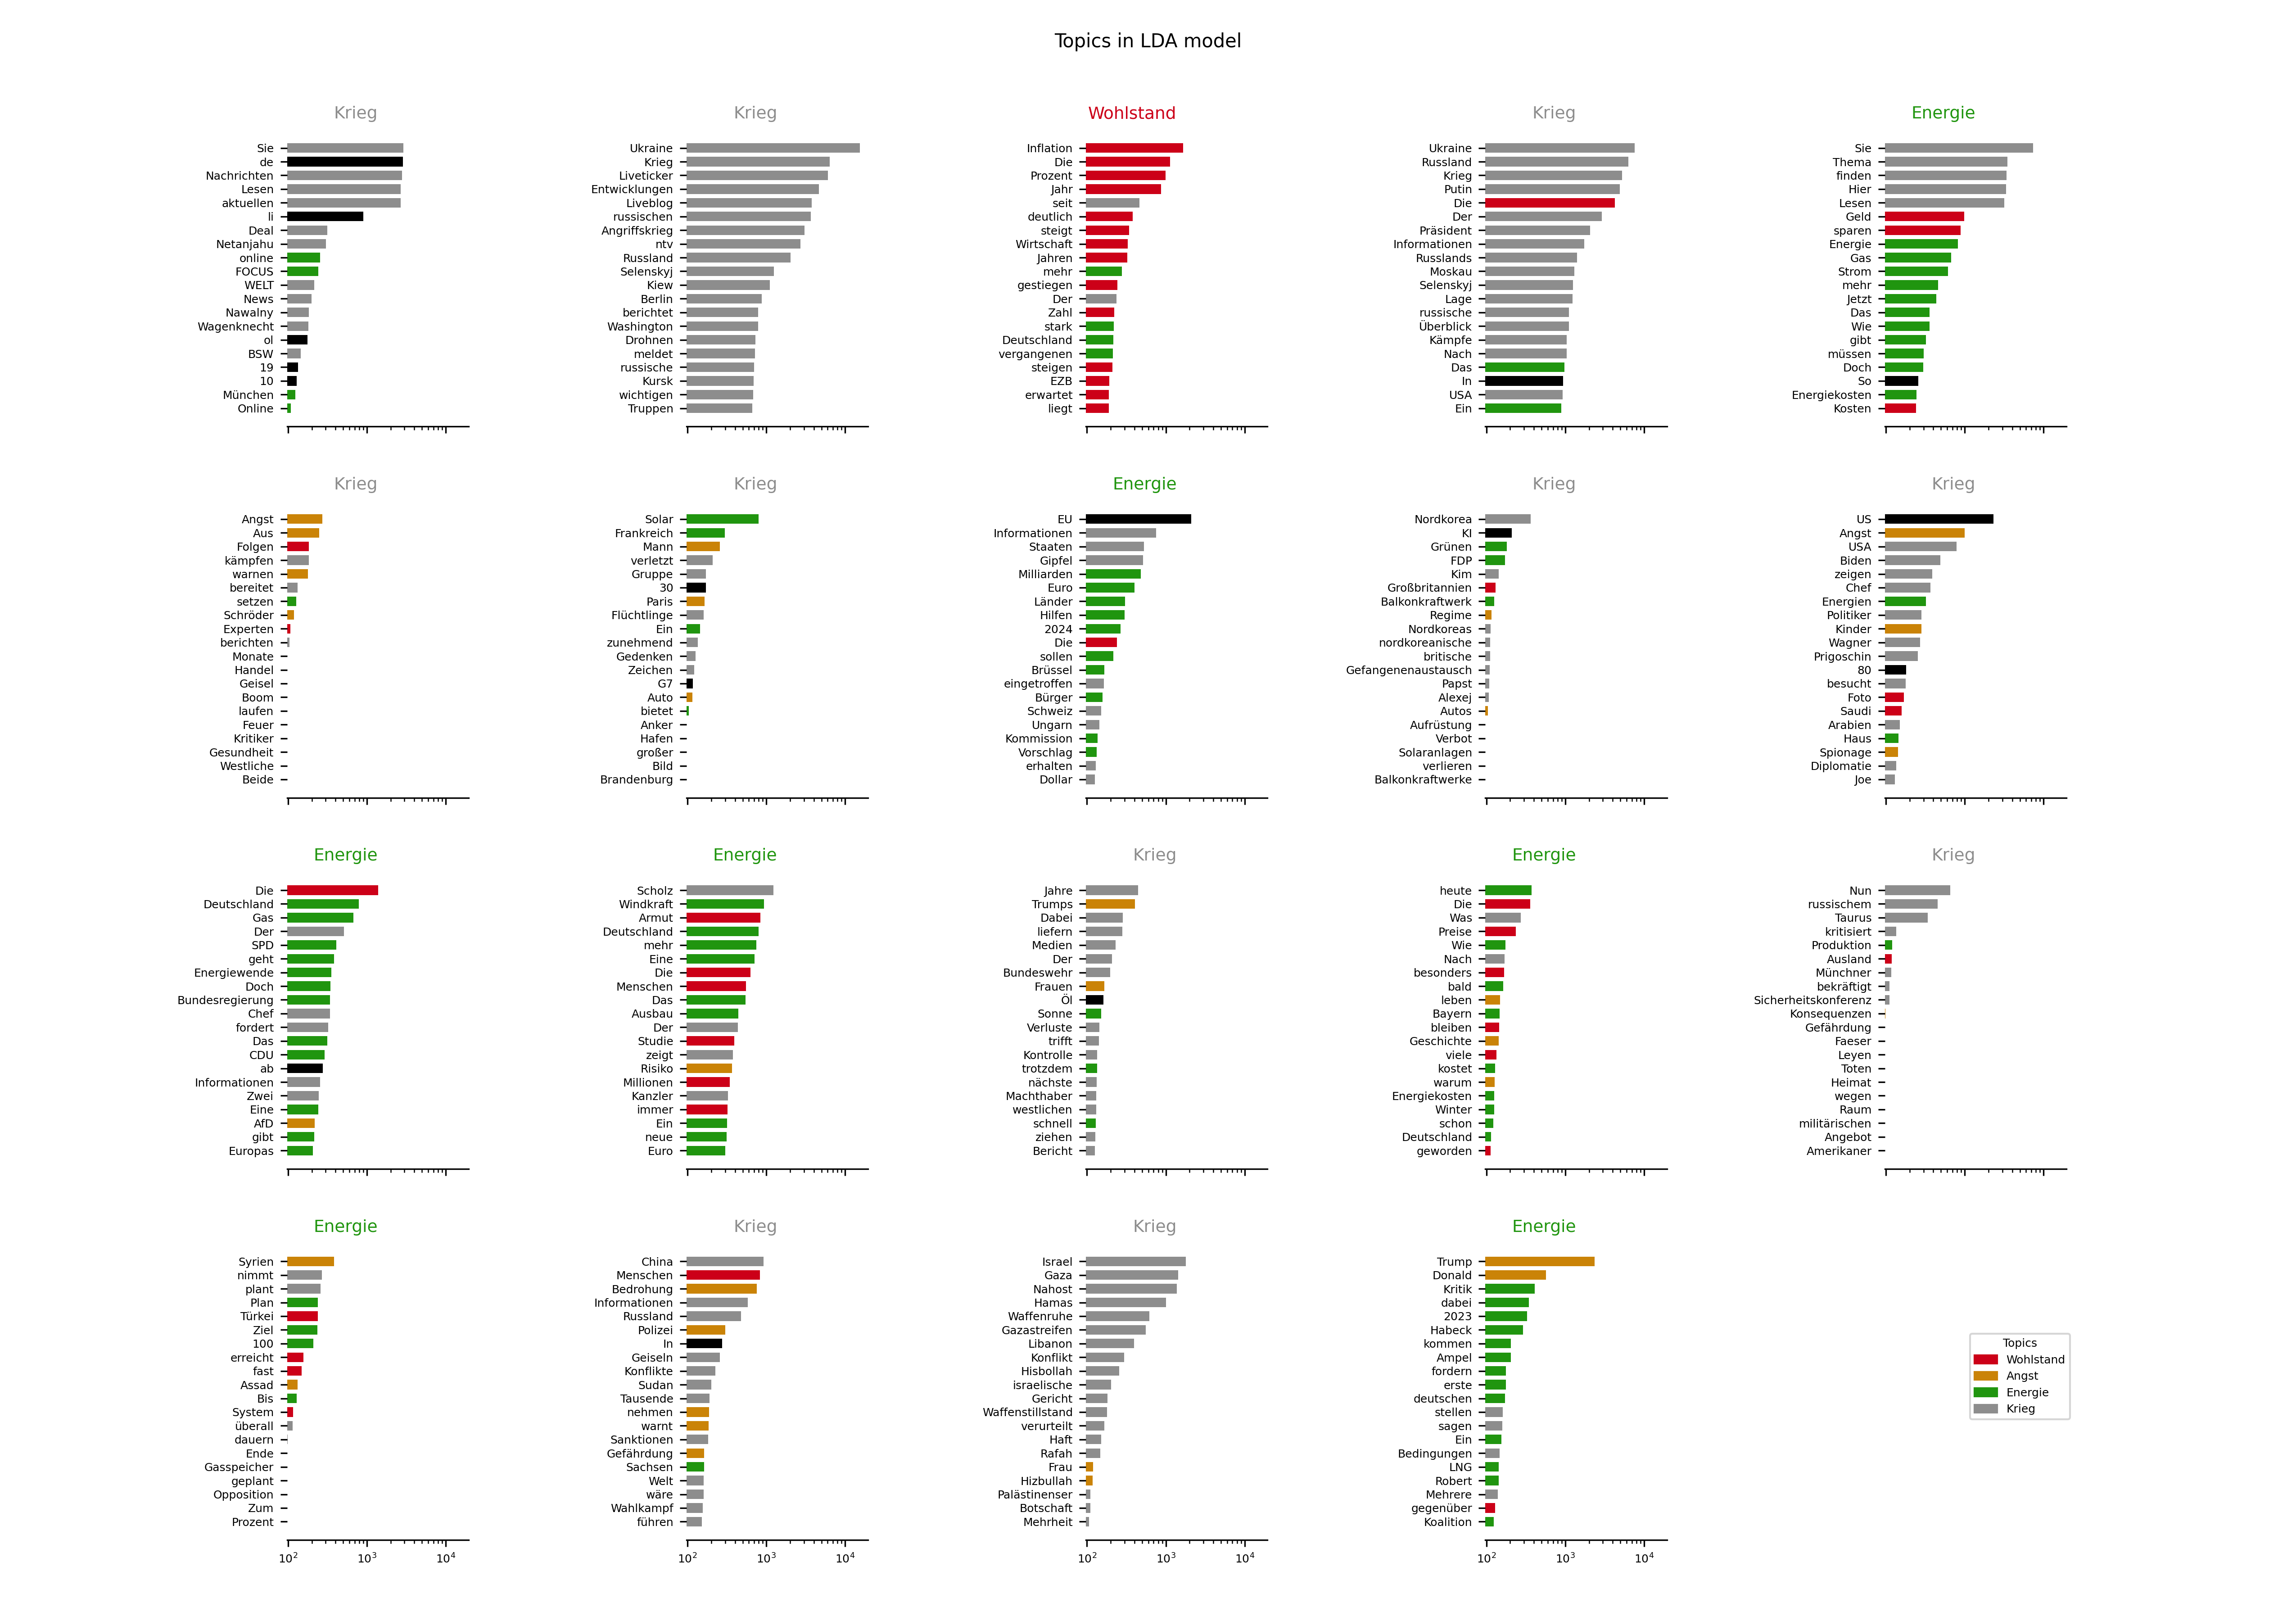 Topics in LDA model
Krieg
Sie
de
Nachrichten
Lesen
aktuellen
li
Deal
Netanjahu
online
FOCUS
WELT
News
Nawalny
Wagenknecht
ol
BSW
19
10
München
Online
Krieg
Ukraine
Krieg
Liveticker
Entwicklungen
Liveblog
russischen
Angriffskrieg
ntv
Russland
Selenskyj
Kiew
Berlin
berichtet
Washington
Drohnen
meldet
russische
Kursk
wichtigen
Truppen
Wohlstand
Inflation
Die
Prozent
Jahr
seit
deutlich
steigt
Wirtschaft
Jahren
mehr
gestiegen
Der
Zahl
stark
Deutschland
vergangenen
steigen
EZB
erwartet
liegt
Krieg
Ukraine
Russland
Krieg
Putin
Die
Der
Präsident
Informationen
Russlands
Moskau
Selenskyj
Lage
russische
Überblick
Kämpfe
Nach
Das
In
USA
Ein
Energie
Sie
Thema
finden
Hier
Lesen
Geld
sparen
Energie
Gas
Strom
mehr
Jetzt
Das
Wie
gibt
müssen
Doch
So
Energiekosten
Kosten
Krieg
Angst
Aus
Folgen
kämpfen
warnen
bereitet
setzen
Schröder
Experten
berichten
Monate
Handel
Geisel
Boom
laufen
Feuer
Kritiker
Gesundheit
Westliche
Beide
Krieg
Solar
Frankreich
Mann
verletzt
Gruppe
30
Paris
Flüchtlinge
Ein
zunehmend
Gedenken
Zeichen
G7
Auto
bietet
Anker
Hafen
großer
Bild
Brandenburg
Energie
EU
Informationen
Staaten
Gipfel
Milliarden
Euro
Länder
Hilfen
2024
Die
sollen
Brüssel
eingetroffen
Bürger
Schweiz
Ungarn
Kommission
Vorschlag
erhalten
Dollar
Krieg
Nordkorea
KI
Grünen
FDP
Kim
Großbritannien
Balkonkraftwerk
Regime
Nordkoreas
nordkoreanische
britische
Gefangenenaustausch
Papst
Alexej
Autos
Aufrüstung
Verbot
Solaranlagen
verlieren
Balkonkraftwerke
Krieg
US
Angst
USA
Biden
zeigen
Chef
Energien
Politiker
Kinder
Wagner
Prigoschin
80
besucht
Foto
Saudi
Arabien
Haus
Spionage
Diplomatie
Joe
Energie
Die
Deutschland
Gas
Der
SPD
geht
Energiewende
Doch
Bundesregierung
Chef
fordert
Das
CDU
ab
Informationen
Zwei
Eine
AfD
gibt
Europas
Energie
Scholz
Windkraft
Armut
Deutschland
mehr
Eine
Die
Menschen
Das
Ausbau
Der
Studie
zeigt
Risiko
Millionen
Kanzler
immer
Ein
neue
Euro
Krieg
Jahre
Trumps
Dabei
liefern
Medien
Der
Bundeswehr
Frauen
Öl
Sonne
Verluste
trifft
Kontrolle
trotzdem
nächste
Machthaber
westlichen
schnell
ziehen
Bericht
Energie
heute
Die
Was
Preise
Wie
Nach
besonders
bald
leben
Bayern
bleiben
Geschichte
viele
kostet
warum
Energiekosten
Winter
schon
Deutschland
geworden
Krieg
Nun
russischem
Taurus
kritisiert
Produktion
Ausland
Münchner
bekräftigt
Sicherheitskonferenz
Konsequenzen
Gefährdung
Faeser
Leyen
Toten
Heimat
wegen
Raum
militärischen
Angebot
Amerikaner
Energie
Syrien
nimmt
plant
Plan
Türkei
Ziel
100
erreicht
fast
Assad
Bis
System
überall
dauern
Ende
Gasspeicher
geplant
Opposition
Zum
Prozent
10²
10³
10⁴
Krieg
China
Menschen
Bedrohung
Informationen
Russland
Polizei
In
Geiseln
Konflikte
Sudan
Tausende
nehmen
warnt
Sanktionen
Gefährdung
Sachsen
Welt
wäre
Wahlkampf
führen
10²
10³
10⁴
Krieg
Israel
Gaza
Nahost
Hamas
Waffenruhe
Gazastreifen
Libanon
Konflikt
Hisbollah
israelische
Gericht
Waffenstillstand
verurteilt
Haft
Rafah
Frau
Hizbullah
Palästinenser
Botschaft
Mehrheit
10²
10³
10⁴
Energie
Trump
Donald
Kritik
dabei
2023
Habeck
kommen
Ampel
fordern
erste
deutschen
stellen
sagen
Ein
Bedingungen
LNG
Robert
Mehrere
gegenüber
Koalition
10²
10³
10⁴
Topics
Wohlstand
Angst
Energie
Krieg